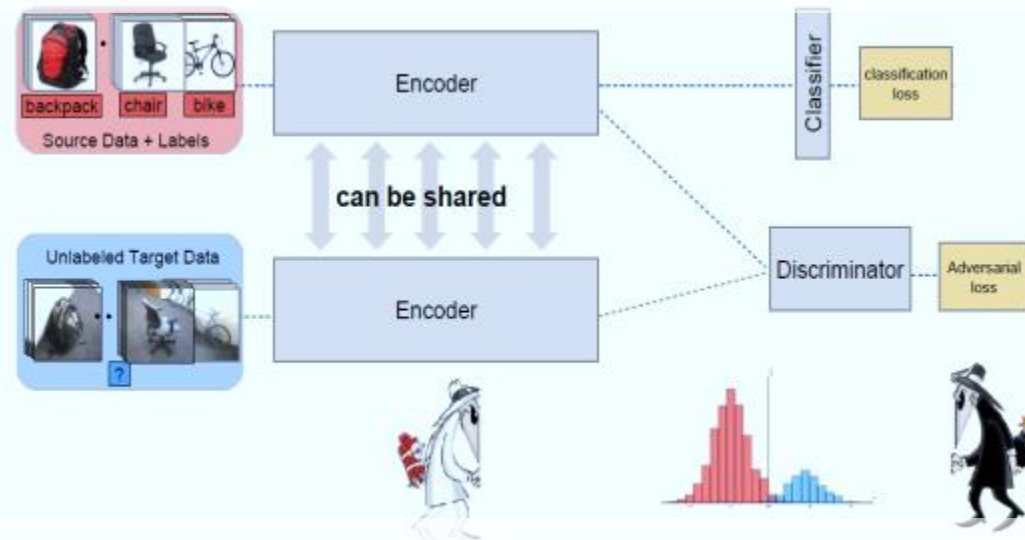 backpack
chair
bike
Source Data + Labels
Encoder
Classifier
classification
loss
can be shared
Unlabeled Target Data
?
Encoder
Discriminator
Adversarial
loss